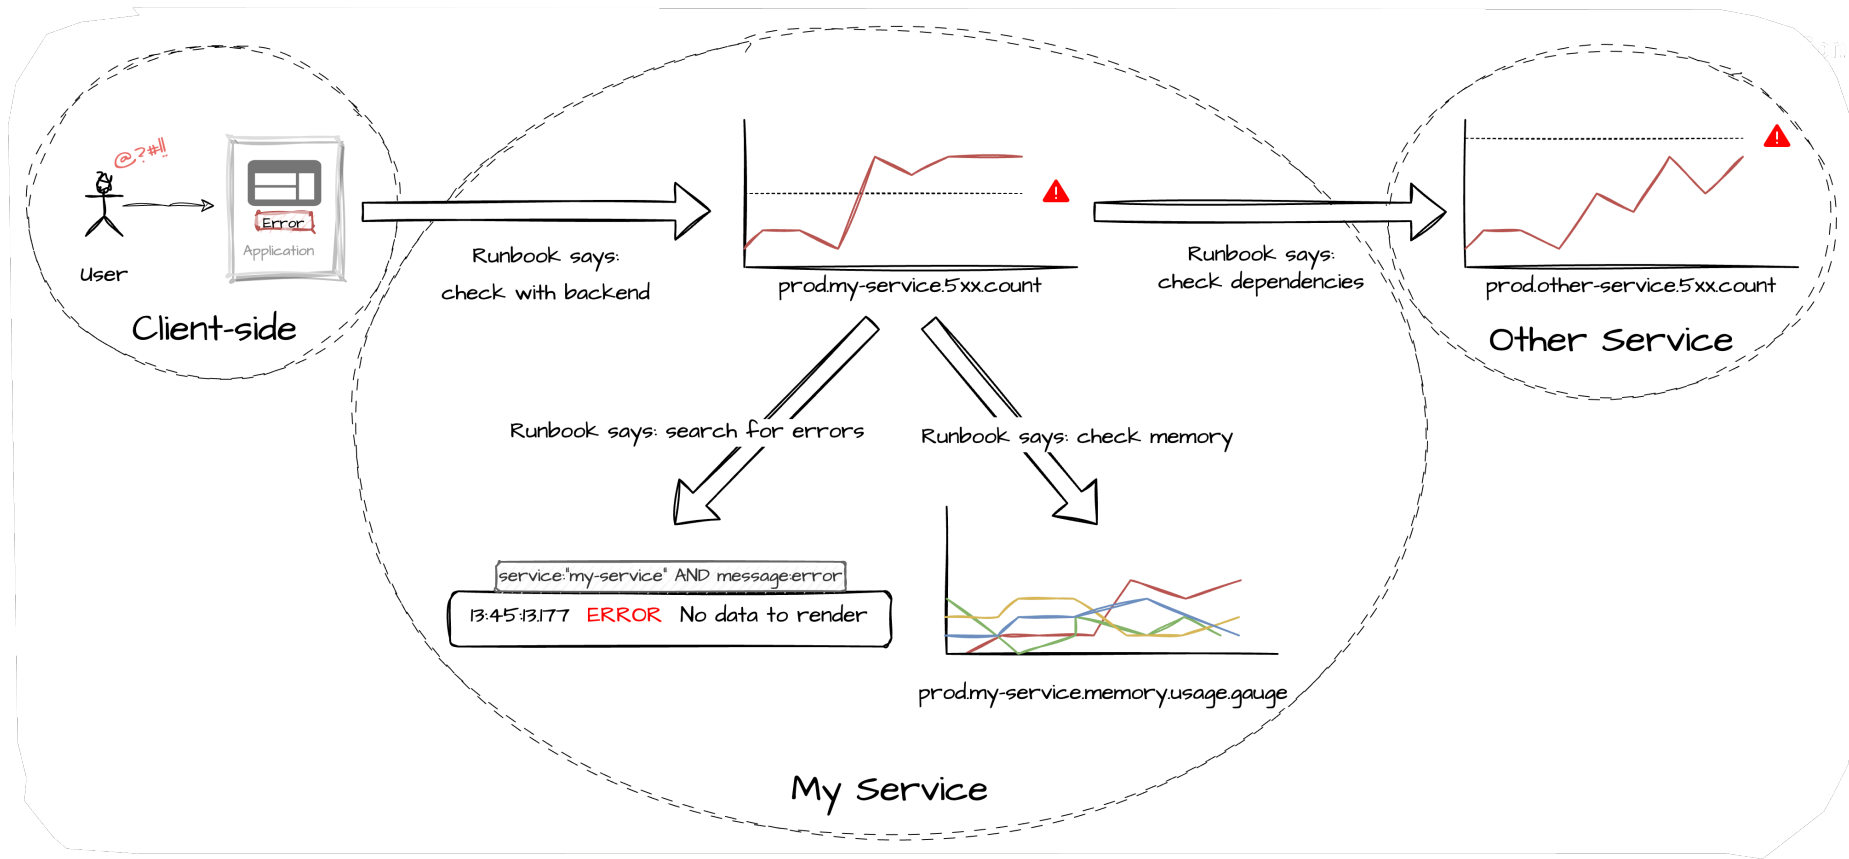 @?#!!
Error
Application
User
Client-side
Runbook says:
check with backend
prod.my-service.5xx.count
Runbook says:
check dependencies
prod.other-service.5xx.count
Other Service
Runbook says: search for errors
Runbook says: check memory
service:"my-service" AND message:error
13:45:13.177 ERROR No data to render
prod.my-service.memory.usage.gauge
My Service